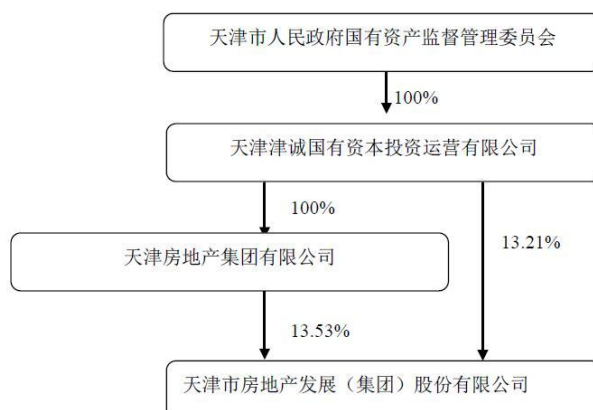 天津市人民政府国有资产监督管理委员会
100%
天津津诚国有资本投资运营有限公司
100%
13.21%
天津房地产集团有限公司
13.53%
天津市房地产发展（集团）股份有限公司